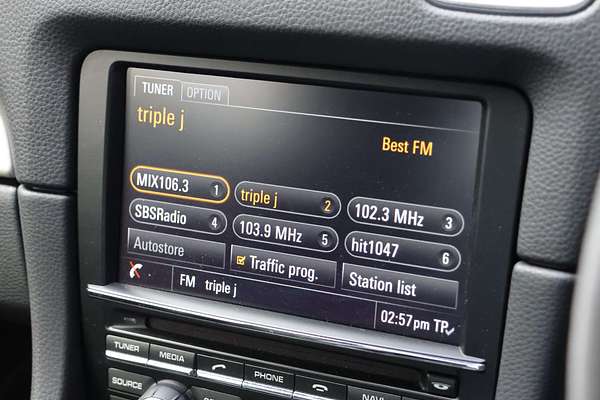 TUNER OPTION
triple j
Best FM
MIX106.3 1 triple j 2 102.3 MHz 3
SBSRadio 4 103.9 MHz 5 hit1047 6
Autostore Traffic prog. Station list
FM triple j
02:57pm TP
TUNER MEDIA PHONE NAV
SOURCE